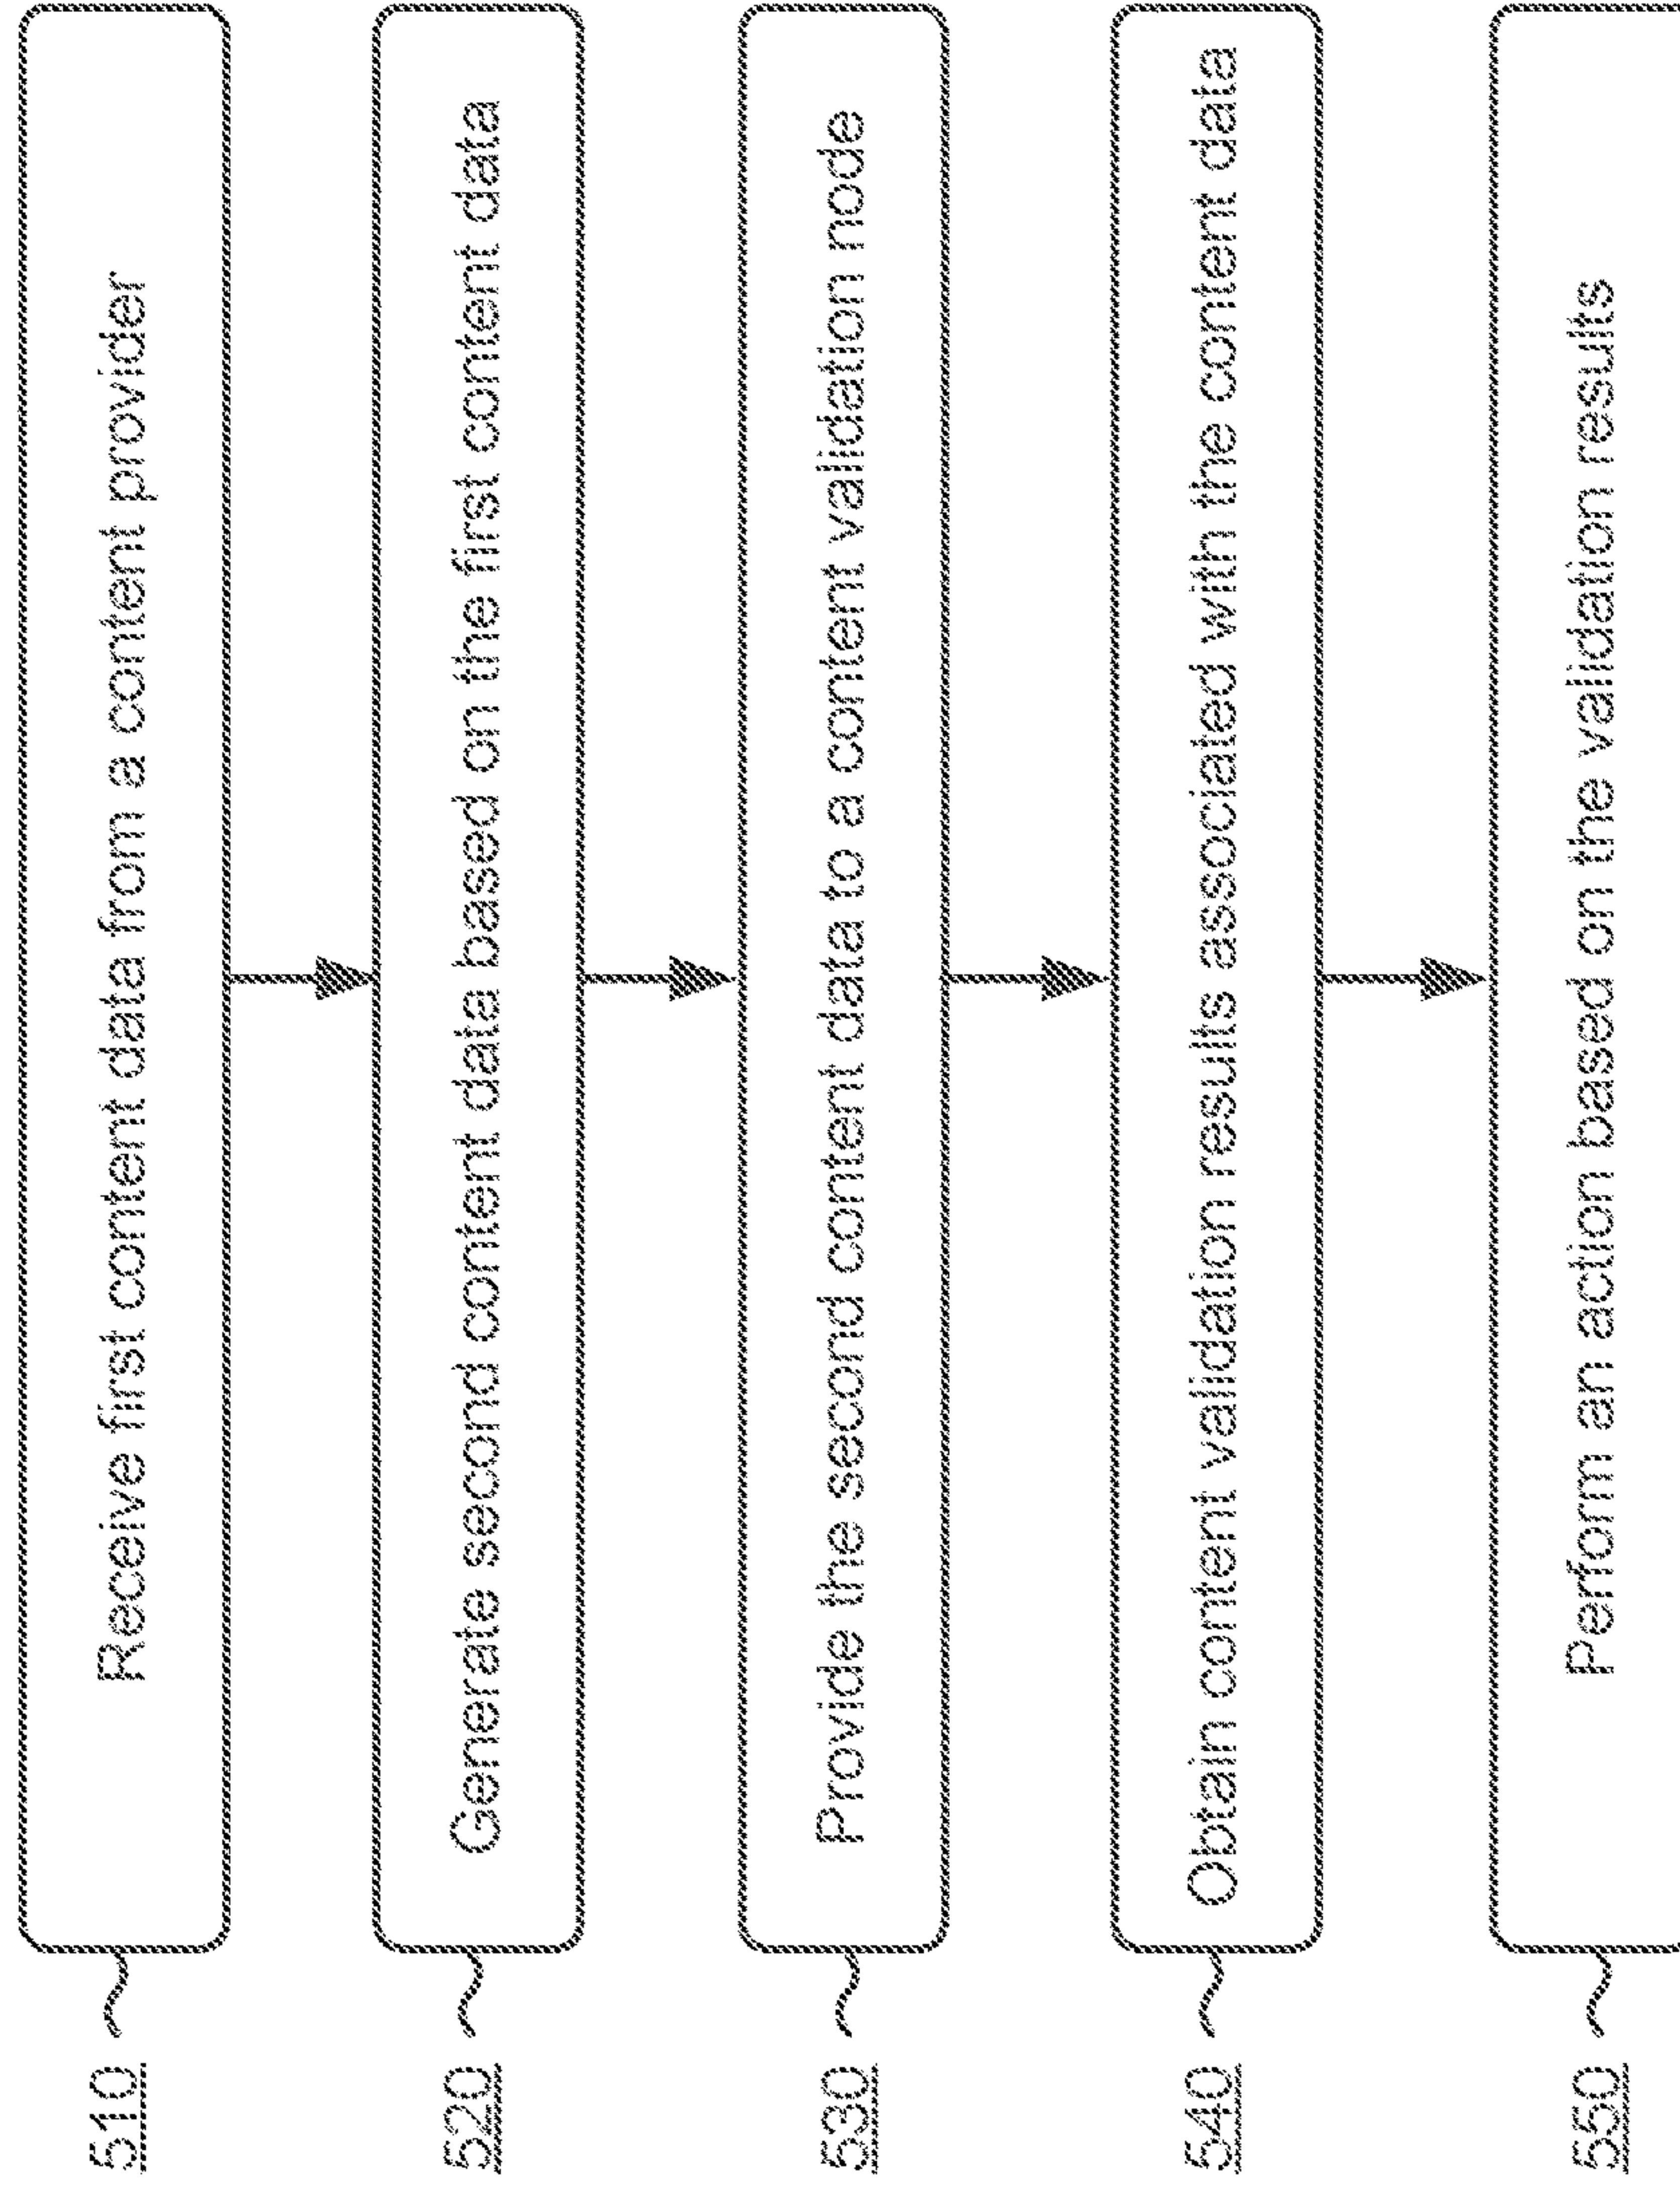 510
Receive first content data from a content provider
520
Generate second content data based on the first content data
530
Provide the second content data to a content validation node
540
Obtain content validation results associated with the content data
550
Perform an action based on the validation results